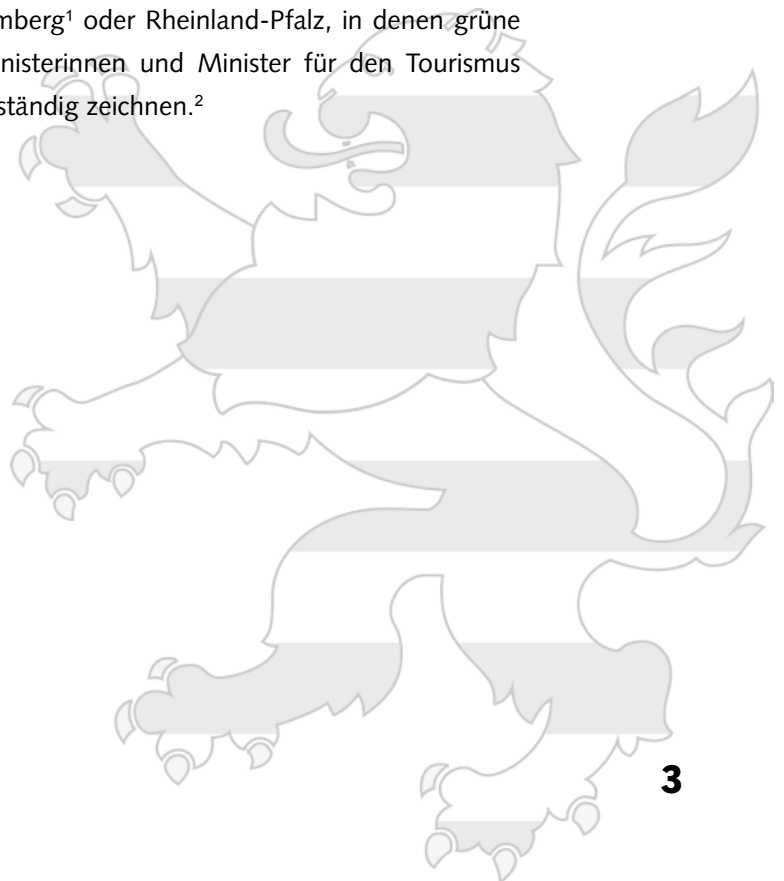 mberg¹ oder Rheinland-Pfalz, in denen grüne
nisterinnen und Minister für den Tourismus
ständig zeichnen.²
3